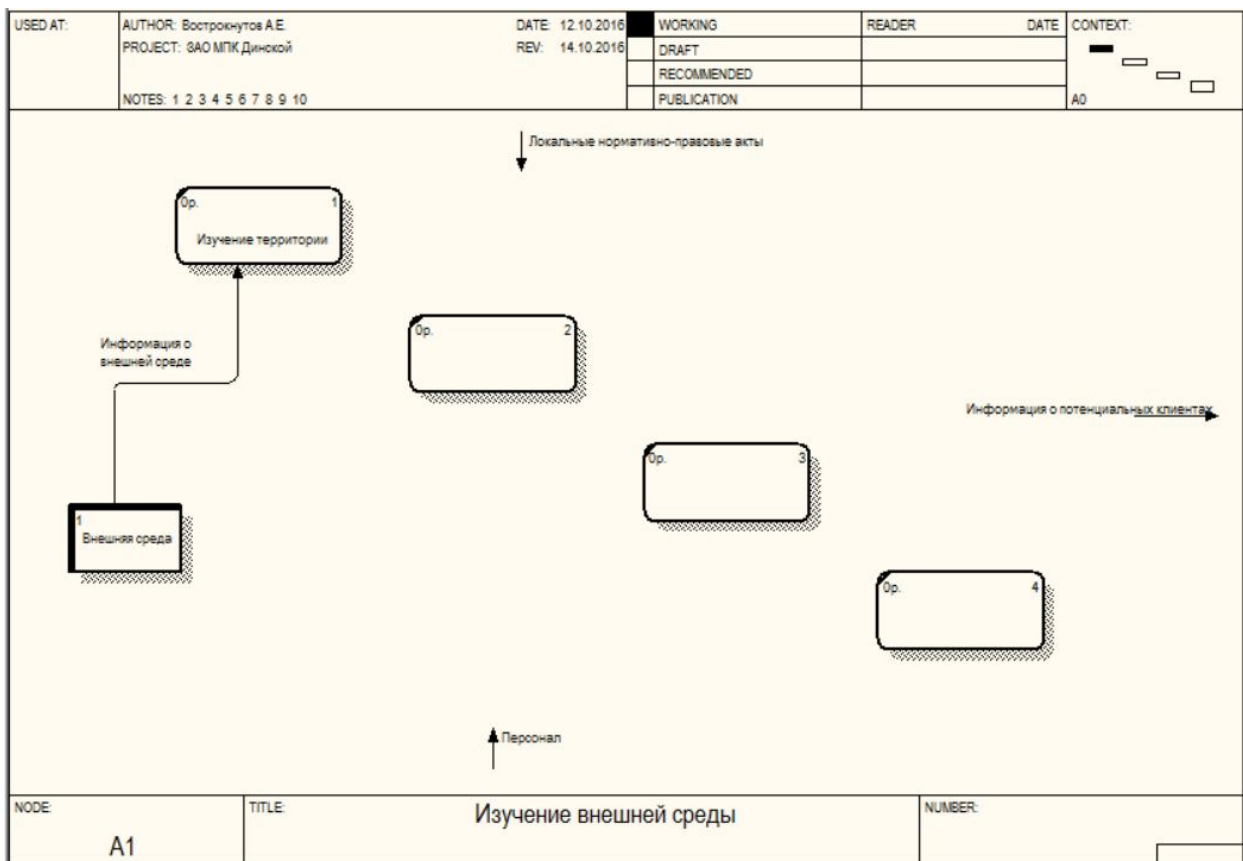 USED AT:
AUTHOR: Вострокнутов А.Е.
DATE: 12.10.2016
WORKING
READER
DATE
CONTEXT:
PROJECT: ЗАО МПК Динской
REV: 14.10.2016
DRAFT
RECOMMENDED
NOTES: 1 2 3 4 5 6 7 8 9 10
PUBLICATION
A0
Локальные нормативно-правовые акты
0р. 1
Изучение территории
0р. 2
Информация о
внешней среде
Информация о потенциальных клиентах
0р. 3
1
Внешняя среда
0р. 4
Персонал
NODE:
TITLE:
Изучение внешней среды
NUMBER:
A1